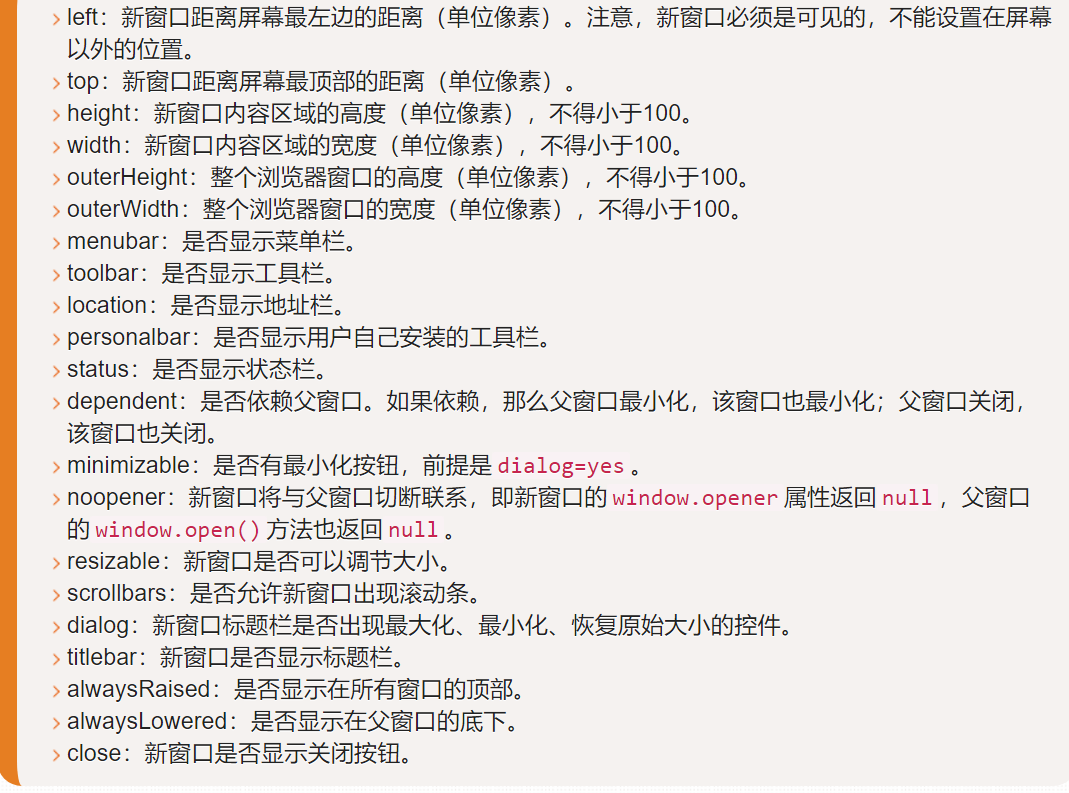 left：新窗口距离屏幕最左边的距离（单位像素）。注意，新窗口必须是可见的，不能设置在屏幕
以外的位置。
top：新窗口距离屏幕最顶部的距离（单位像素）。
height：新窗口内容区域的高度（单位像素），不得小于100。
width：新窗口内容区域的宽度（单位像素），不得小于100。
outerHeight：整个浏览器窗口的高度（单位像素），不得小于100。
outerWidth：整个浏览器窗口的宽度（单位像素），不得小于100。
menubar：是否显示菜单栏。
toolbar：是否显示工具栏。
location：是否显示地址栏。
personalbar：是否显示用户自己安装的工具栏。
status：是否显示状态栏。
dependent：是否依赖父窗口。如果依赖，那么父窗口最小化，该窗口也最小化；父窗口关闭，
该窗口也关闭。
minimizable：是否有最小化按钮，前提是 dialog=yes 。
noopener：新窗口将与父窗口切断联系，即新窗口的 window.opener 属性返回 null ，父窗口
的 window.open() 方法也返回 null 。
resizable：新窗口是否可以调节大小。
scrollbars：是否允许新窗口出现滚动条。
dialog：新窗口标题栏是否出现最大化、最小化、恢复原始大小的控件。
titlebar：新窗口是否显示标题栏。
alwaysRaised：是否显示在所有窗口的顶部。
alwaysLowered：是否显示在父窗口的底下。
close：新窗口是否显示关闭按钮。